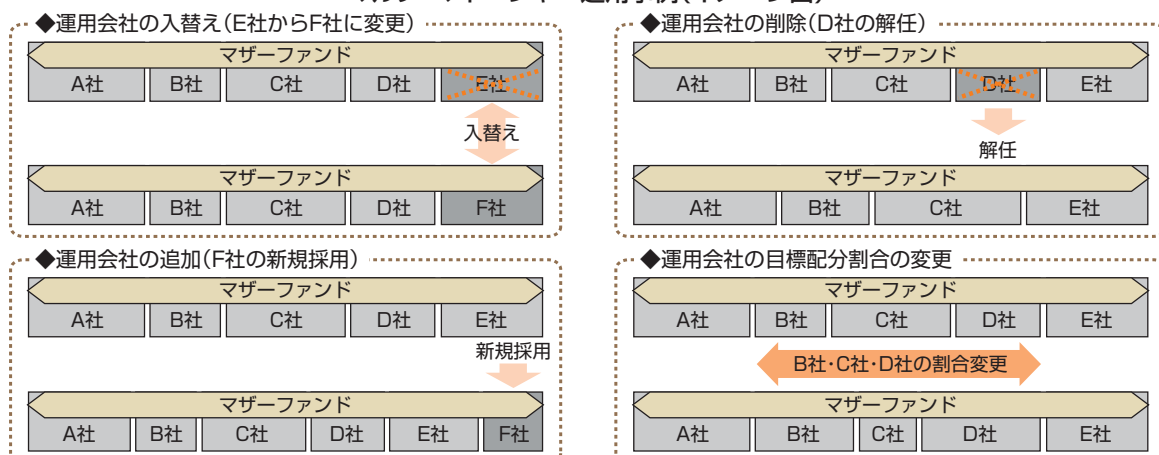 ◆運用会社の入替え(E社からF社に変更)
マザーファンド
A社 B社 C社 D社 E社
入替え
マザーファンド
A社 B社 C社 D社 F社
◆運用会社の削除(D社の解任)
マザーファンド
A社 B社 C社 D社 E社
解任
マザーファンド
A社 B社 C社 E社
◆運用会社の追加(F社の新規採用)
マザーファンド
A社 B社 C社 D社 E社
新規採用
マザーファンド
A社 B社 C社 D社 E社 F社
◆運用会社の目標配分割合の変更
マザーファンド
A社 B社 C社 D社 E社
B社・C社・D社の割合変更
マザーファンド
A社 B社 C社 D社 E社